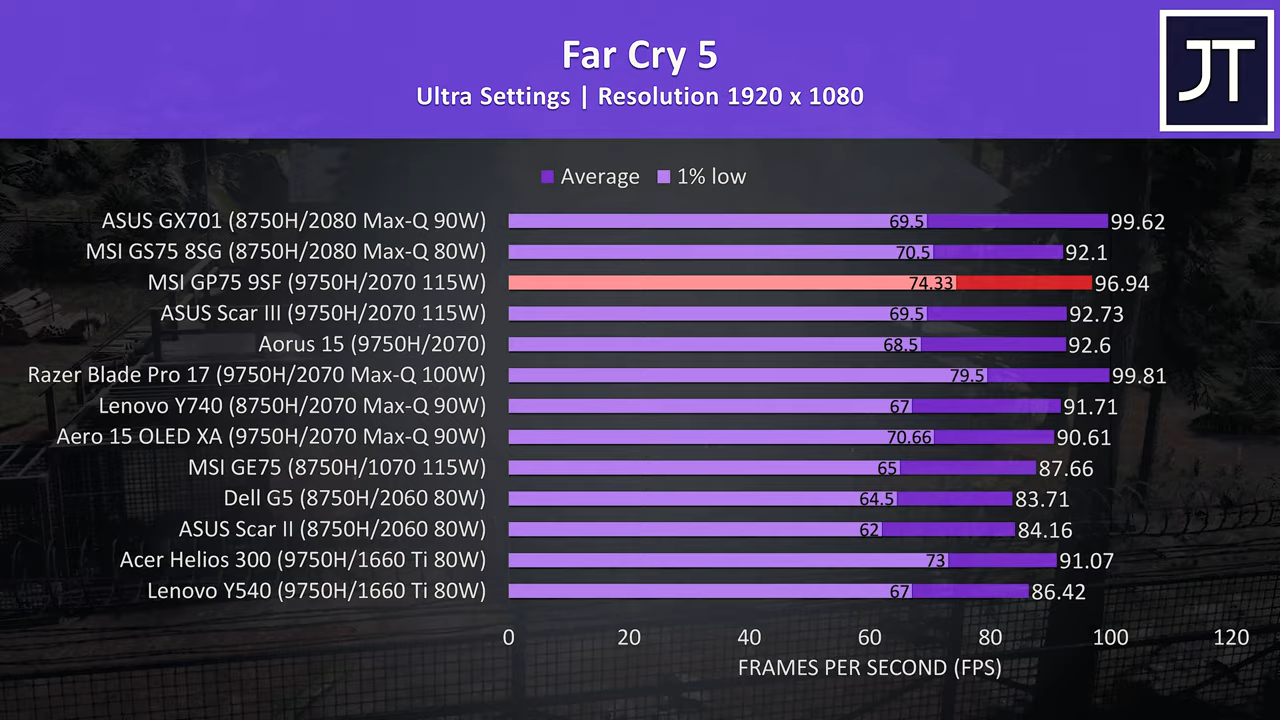 Far Cry 5
JT
Ultra Settings | Resolution 1920 x 1080
Average 1% low
ASUS GX701 (8750H/2080 Max-Q 90W) 69.5 99.62
MSI GS75 8SG (8750H/2080 Max-Q 80W) 70.5 92.1
MSI GP75 9SF (9750H/2070 115W) 74.33 96.94
ASUS Scar III (9750H/2070 115W) 69.5 92.73
Aorus 15 (9750H/2070) 68.5 92.6
Razer Blade Pro 17 (9750H/2070 Max-Q 100W) 79.5 99.81
Lenovo Y740 (8750H/2070 Max-Q 90W) 67 91.71
Aero 15 OLED XA (9750H/2070 Max-Q 90W) 70.66 90.61
MSI GE75 (8750H/1070 115W) 65 87.66
Dell G5 (8750H/2060 80W) 64.5 83.71
ASUS Scar II (8750H/2060 80W) 62 84.16
Acer Helios 300 (9750H/1660 Ti 80W) 73 91.07
Lenovo Y540 (9750H/1660 Ti 80W) 67 86.42
0 20 40 60 80 100 120
FRAMES PER SECOND (FPS)